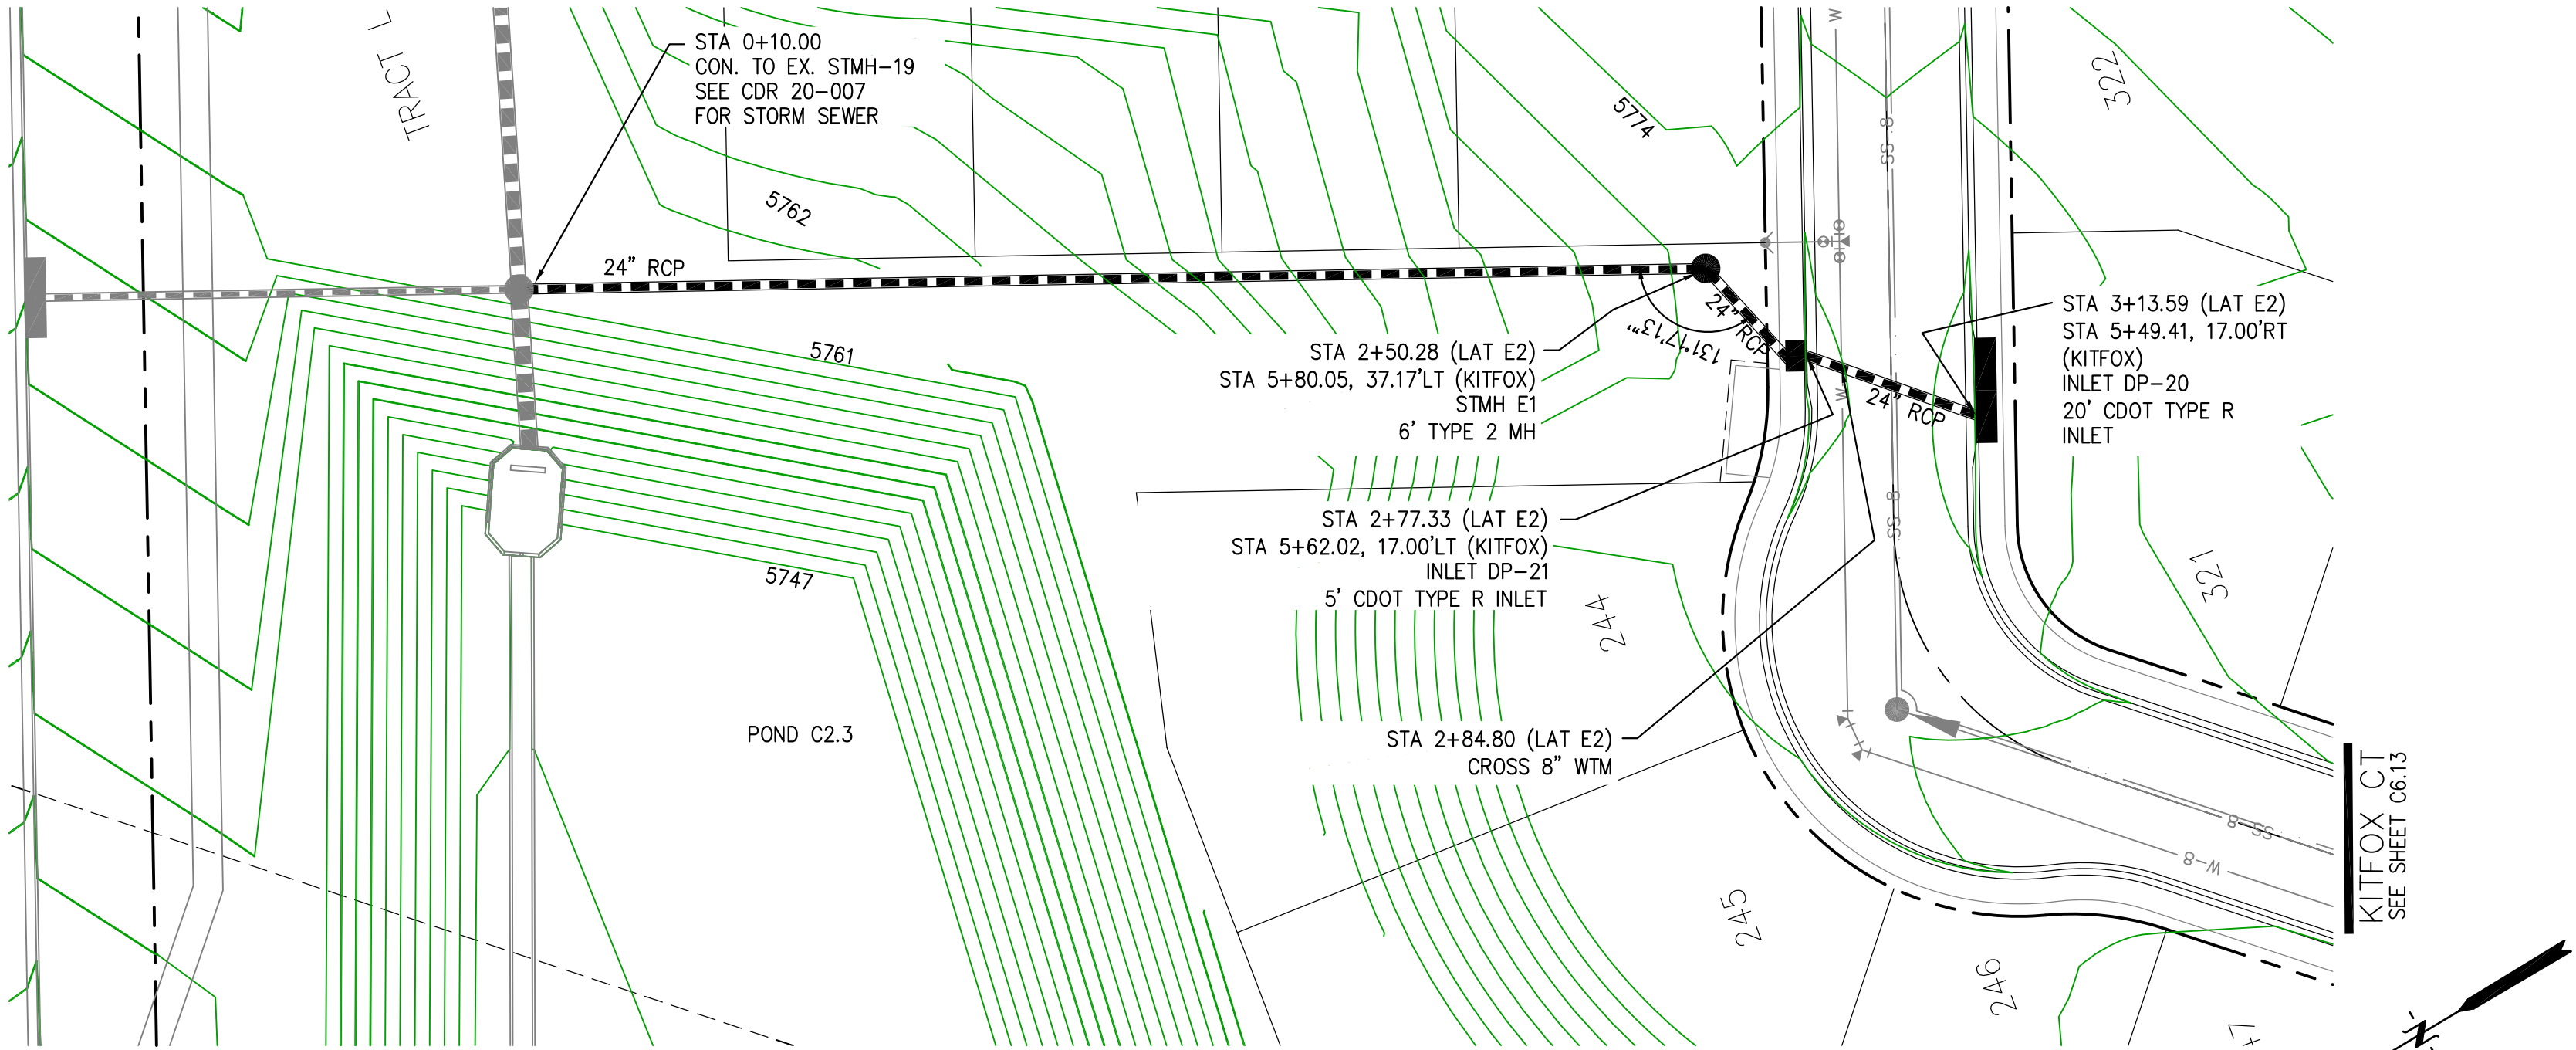 TRACT L
STA 0+10.00
CON. TO EX. STMH-19
SEE CDR 20-007
FOR STORM SEWER
5762
24" RCP
5774
W
8
SS
322
24" RCP
131°17'13"
STA 2+50.28 (LAT E2)
STA 5+80.05, 37.17'LT (KITFOX)
STMH E1
6' TYPE 2 MH
W
24" RCP
STA 3+13.59 (LAT E2)
STA 5+49.41, 17.00'RT
(KITFOX)
INLET DP-20
20' CDOT TYPE R
INLET
5761
8
SS
STA 2+77.33 (LAT E2)
STA 5+62.02, 17.00'LT (KITFOX)
INLET DP-21
5' CDOT TYPE R INLET
5747
244
321
POND C2.3
STA 2+84.80 (LAT E2)
CROSS 8" WTM
SS-8
W-8
KITFOX CT
SEE SHEET C6.13
245
246
N